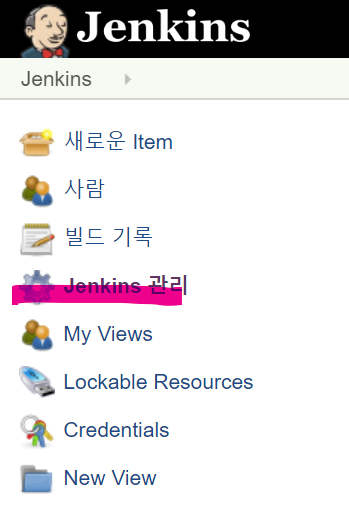 Jenkins
Jenkins
새로운 Item
사람
빌드 기록
Jenkins 관리
My Views
Lockable Resources
Credentials
New View